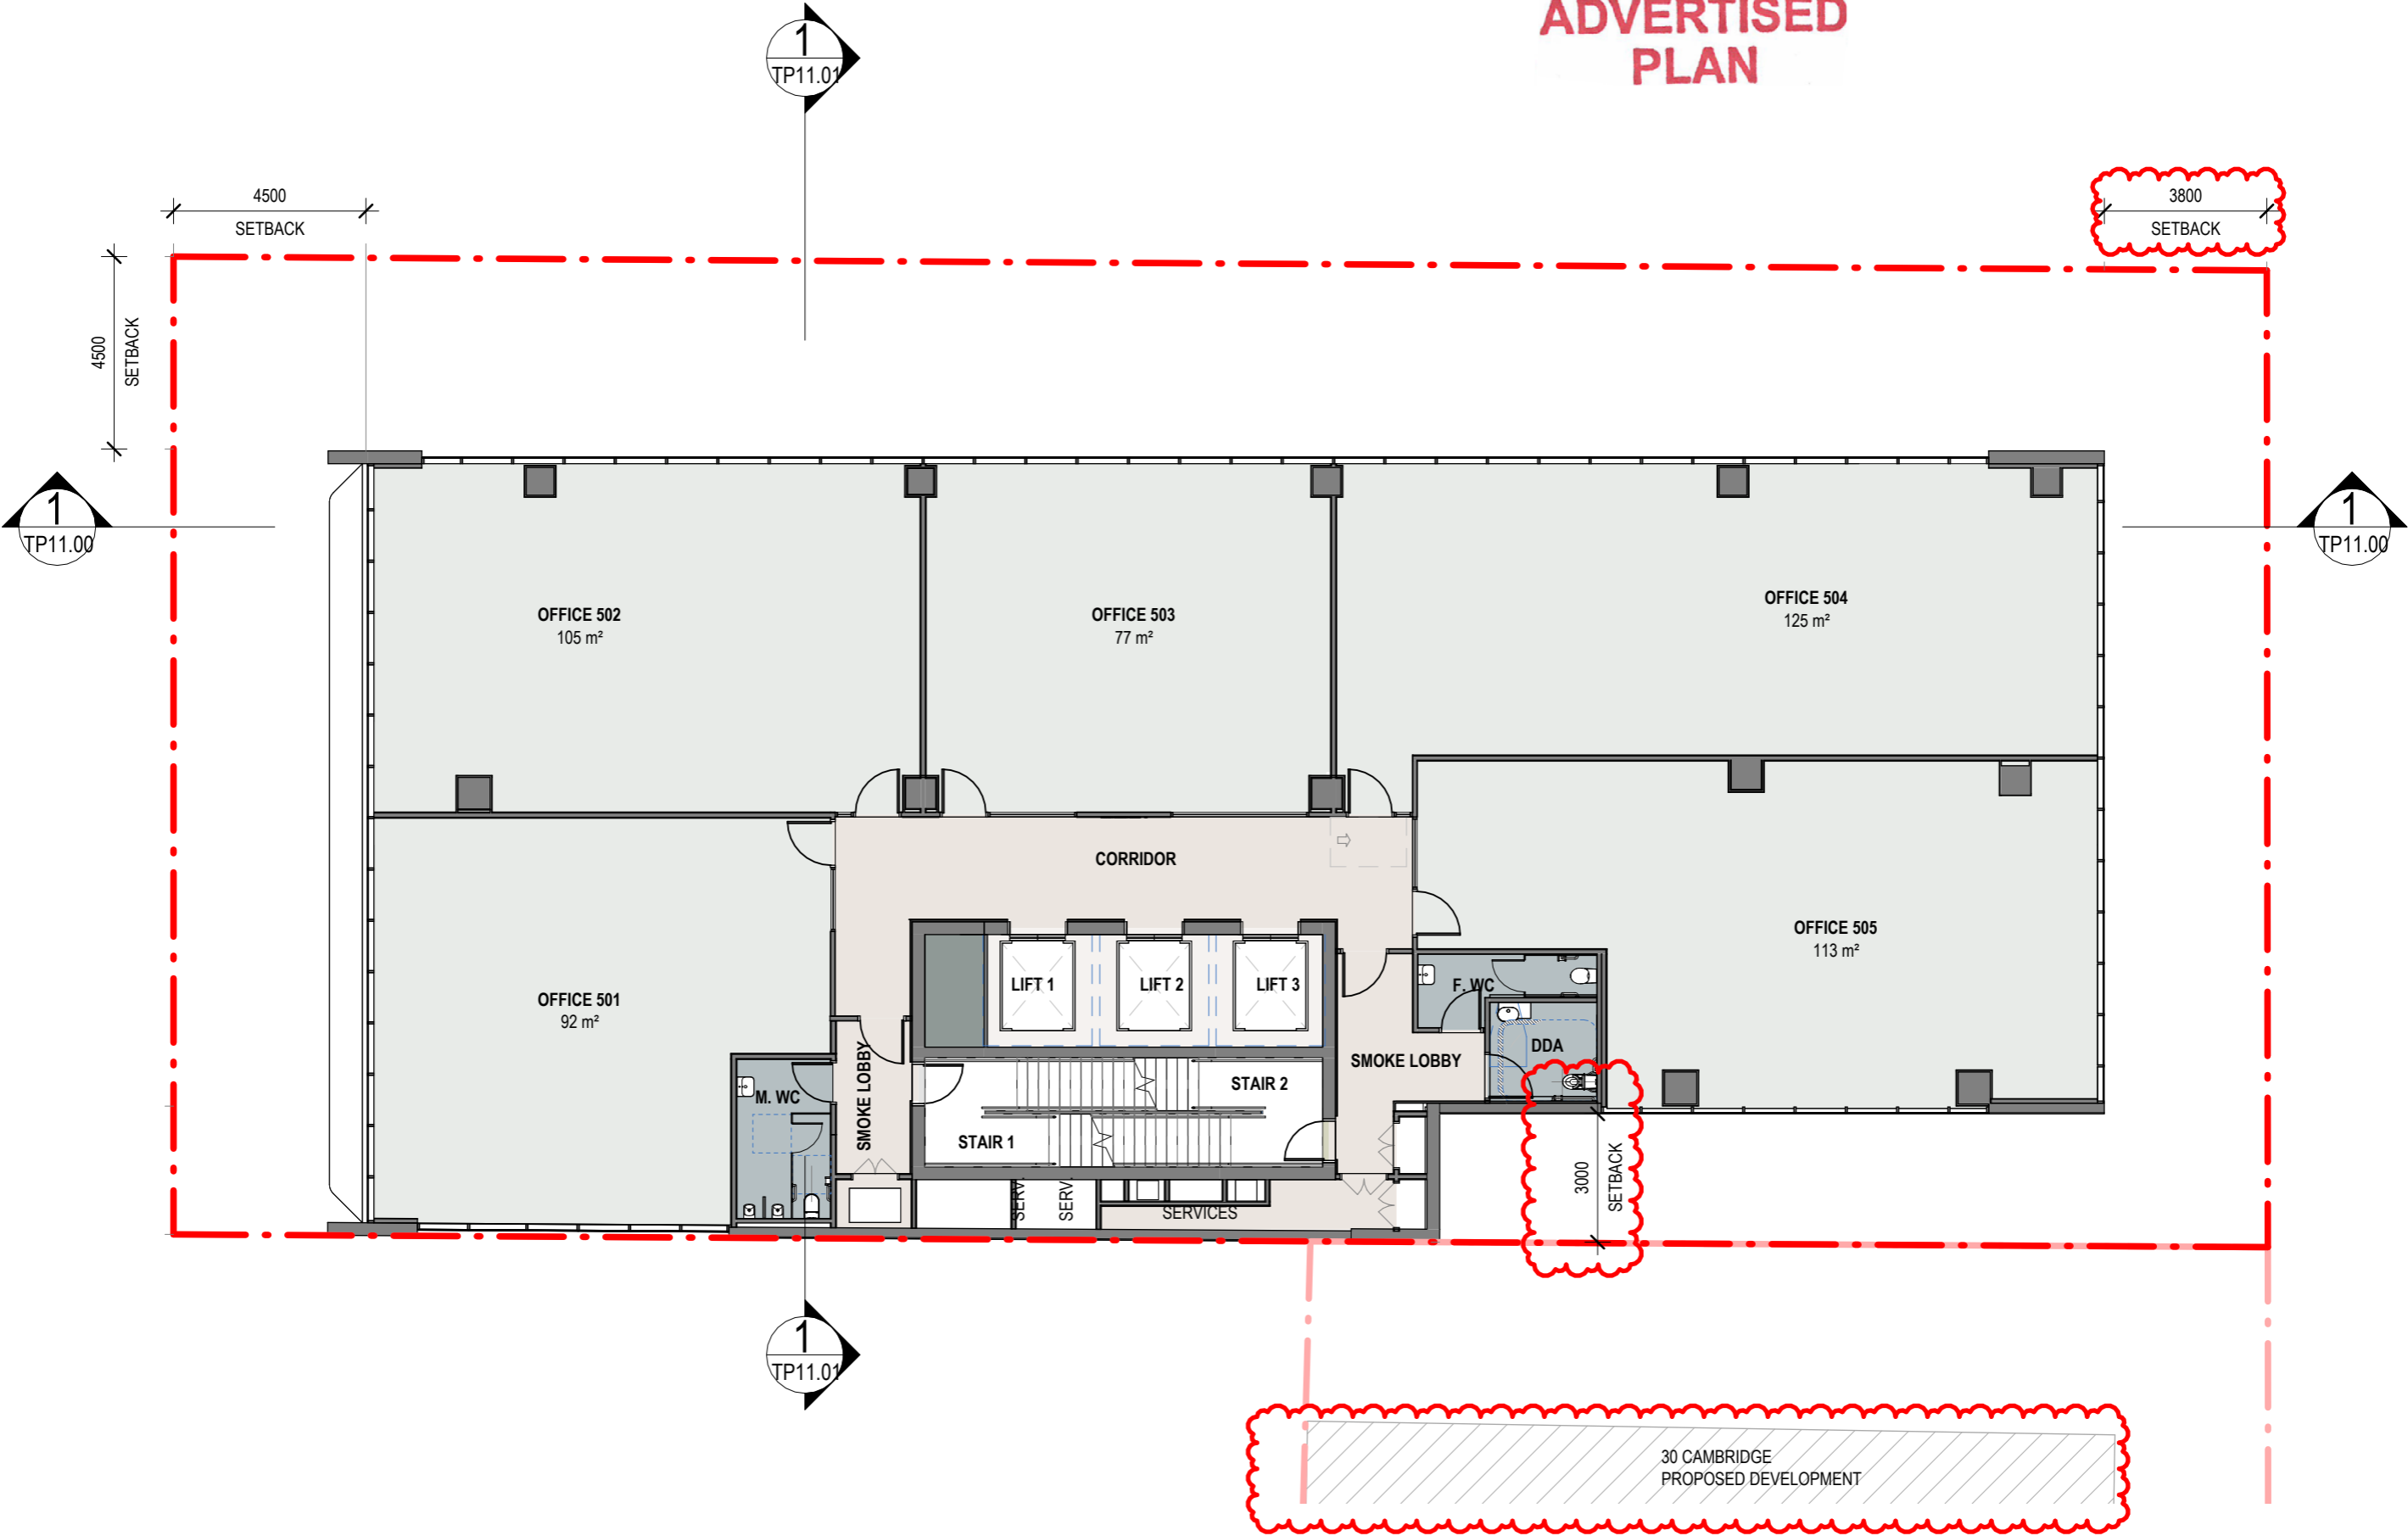 ADVERTISED
PLAN
1
TP11.01
4500
SETBACK
3800
SETBACK
4500
SETBACK
1
TP11.00
1
TP11.00
OFFICE 502
105 m²
OFFICE 503
77 m²
OFFICE 504
125 m²
CORRIDOR
OFFICE 505
113 m²
OFFICE 501
92 m²
LIFT 1
LIFT 2
LIFT 3
F. WC
DDA
SMOKE LOBBY
SMOKE LOBBY
STAIR 2
M. WC
STAIR 1
3000
SETBACK
SERV.
SERV.
SERVICES
1
TP11.01
30 CAMBRIDGE
PROPOSED DEVELOPMENT